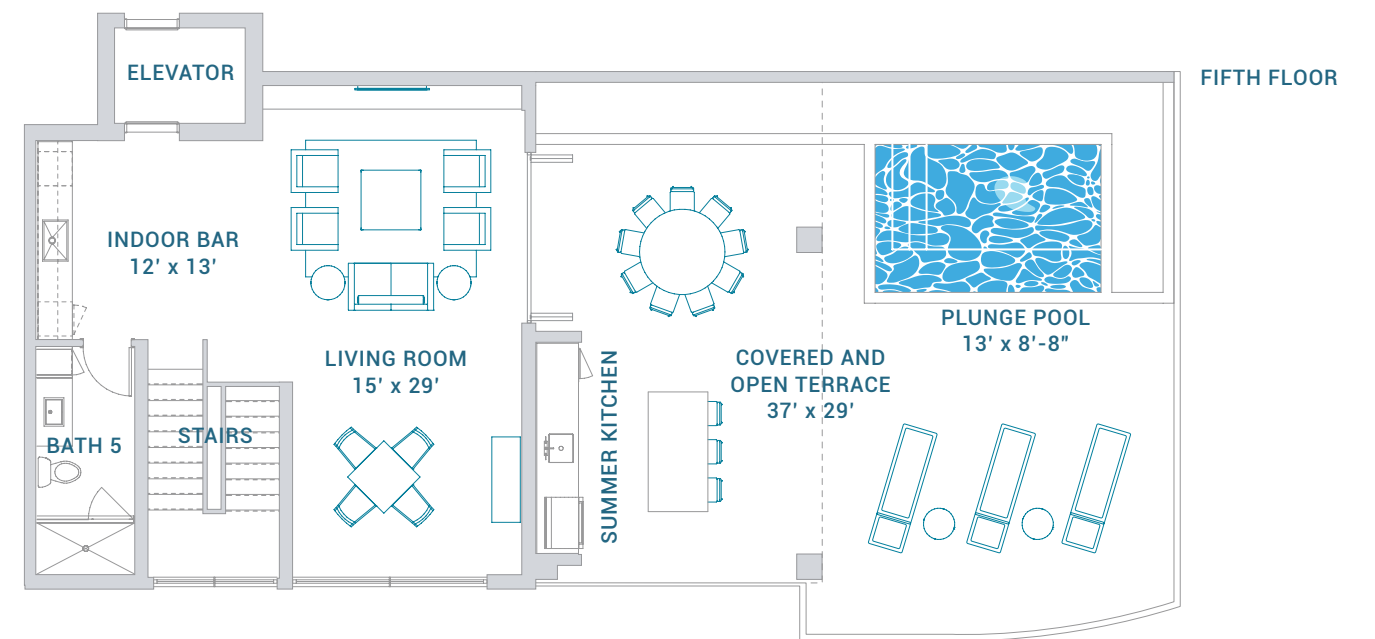 ELEVATOR
FIFTH FLOOR
INDOOR BAR
12' x 13'
PLUNGE POOL
13' x 8'-8"
LIVING ROOM
15' x 29'
SUMMER KITCHEN
COVERED AND
OPEN TERRACE
37' x 29'
STAIRS
BATH 5